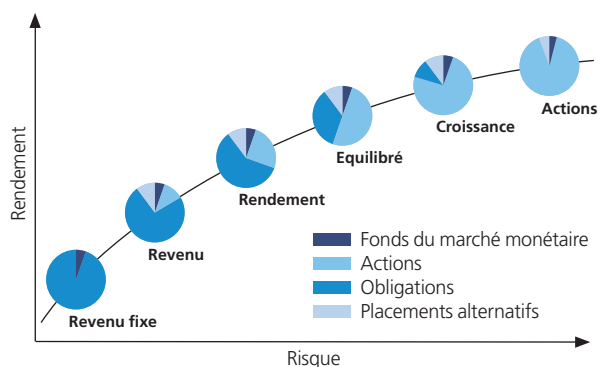 Rendement
Actions
Croissance
Equilibré
Rendement
Revenu
Revenu fixe
Fonds du marché monétaire
Actions
Obligations
Placements alternatifs
Risque